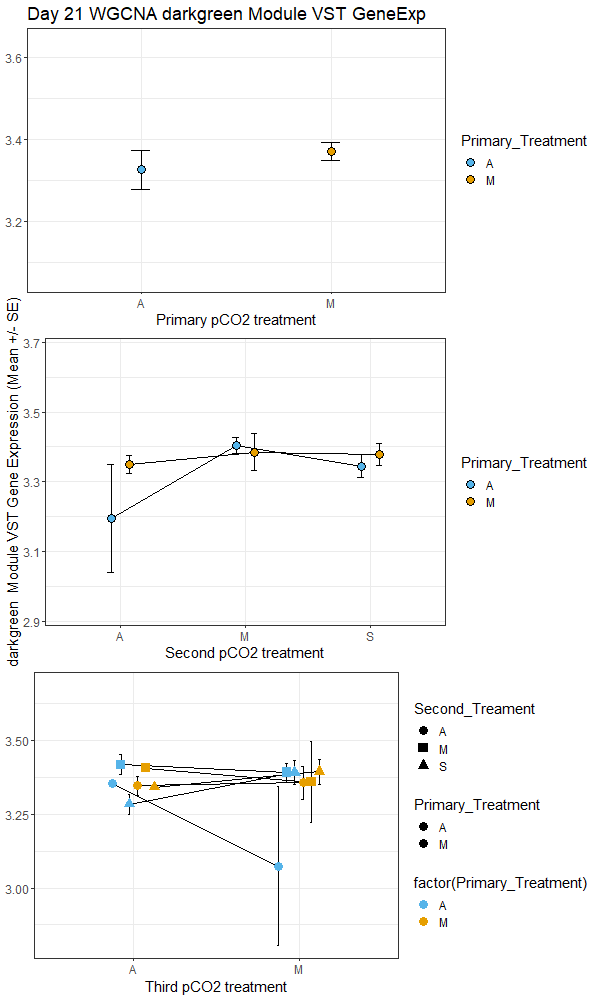 Day 21 WGCNA darkgreen Module VST GeneExp
3.6
3.4
3.2
A
M
Primary pCO2 treatment
Primary_Treatment
A
M
darkgreen Module VST Gene Expression (Mean +/- SE)
3.7
3.5
3.3
3.1
2.9
A
M
S
Second pCO2 treatment
Primary_Treatment
A
M
3.50
3.25
3.00
A
M
Third pCO2 treatment
Second_Treament
A
M
S
Primary_Treatment
A
M
factor(Primary_Treatment)
A
M